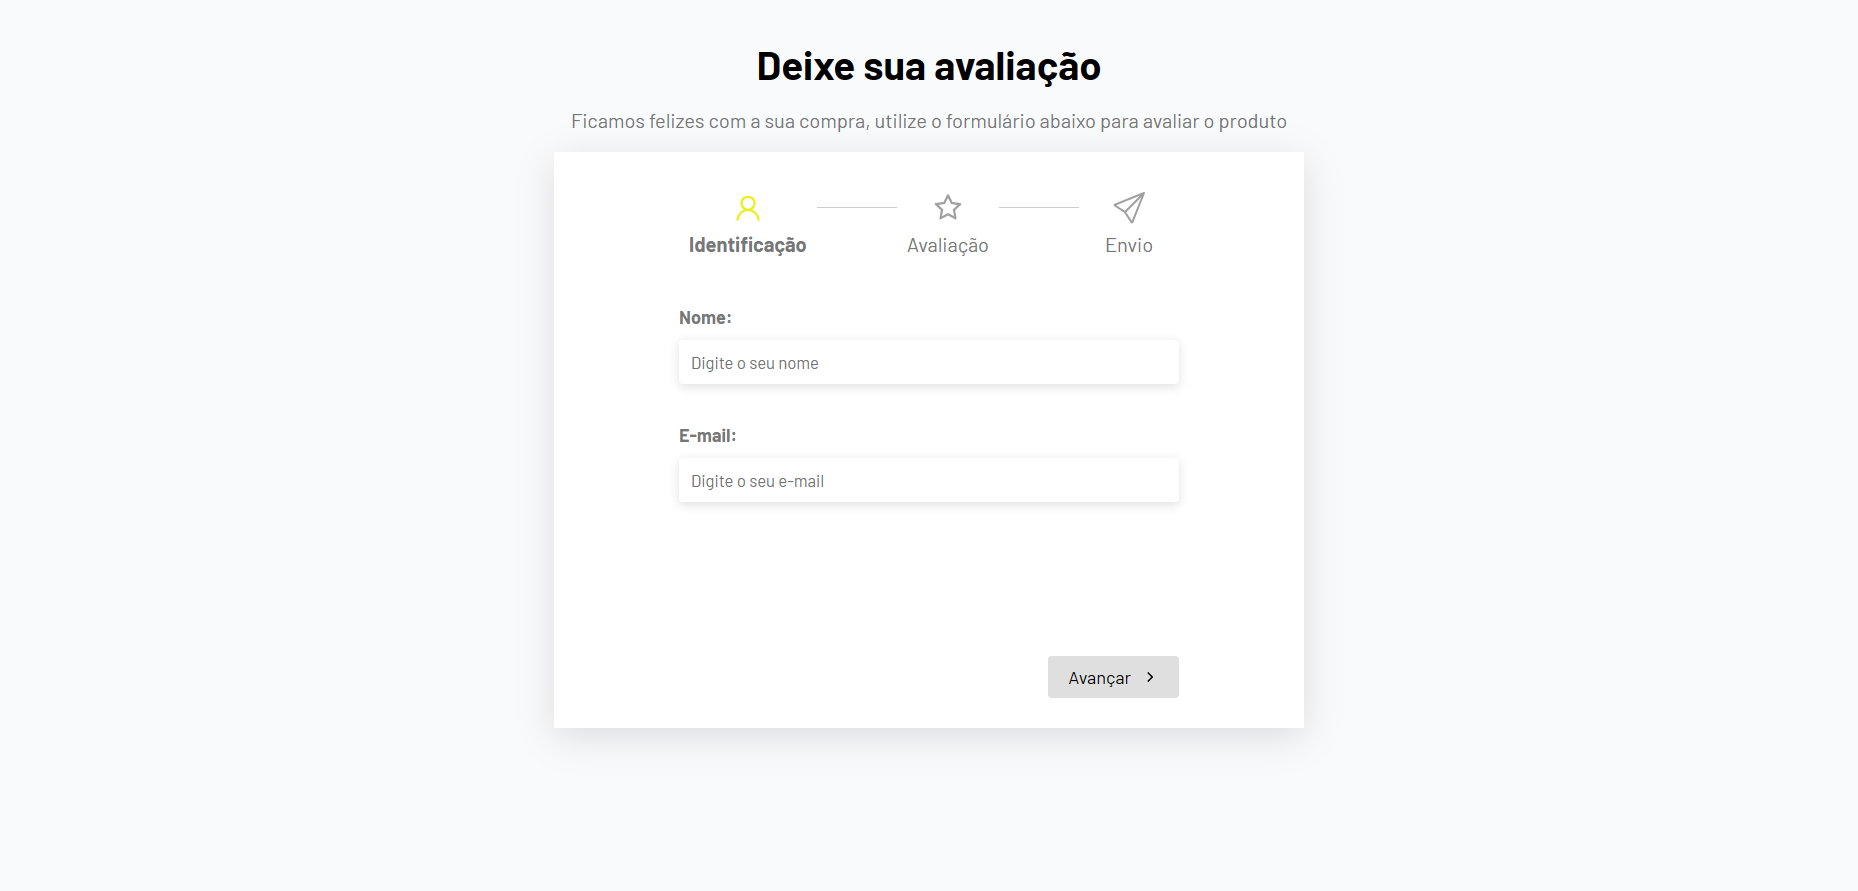 Deixe sua avaliação
Ficamos felizes com a sua compra, utilize o formulário abaixo para avaliar o produto
Identificação
Avaliação
Envio
Nome:
Digite o seu nome
E-mail:
Digite o seu e-mail
Avançar